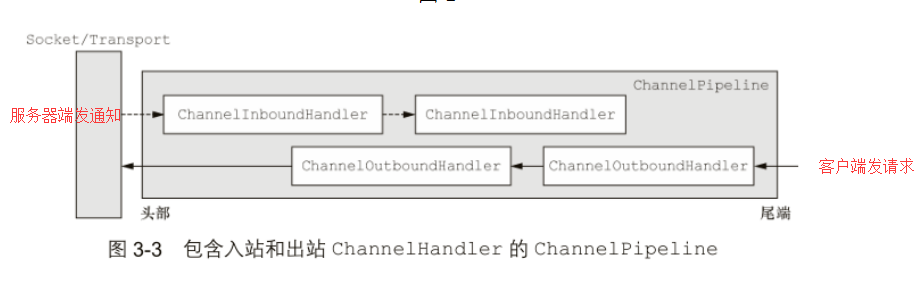 Socket/Transport
ChannelPipeline
服务器端发通知
ChannelInboundHandler
ChannelInboundHandler
ChannelOutboundHandler
ChannelOutboundHandler
客户端发请求
头部
尾端
图 3-3 包含入站和出站 ChannelHandler 的 ChannelPipeline